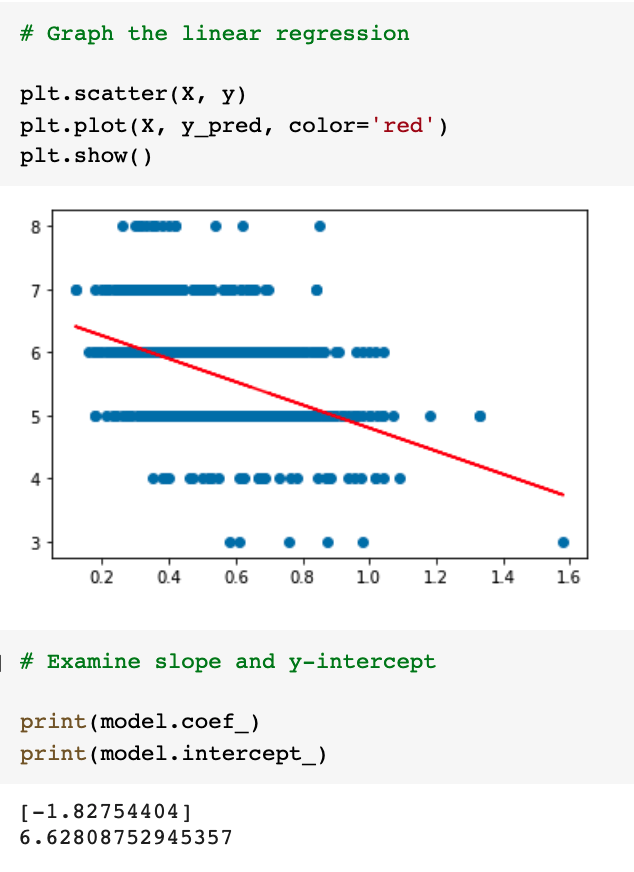 # Graph the linear regression
plt.scatter(X, y)
plt.plot(X, y_pred, color='red')
plt.show()
8
7
6
5
4
3
0.2 0.4 0.6 0.8 1.0 1.2 1.4 1.6
# Examine slope and y-intercept
print(model.coef_)
print(model.intercept_)
[-1.82754404]
6.62808752945357